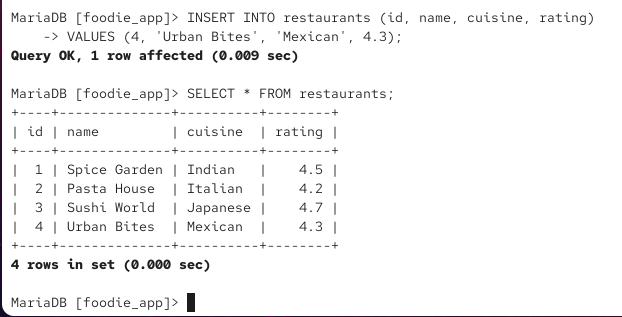 MariaDB [foodie_app]> INSERT INTO restaurants (id, name, cuisine, rating)
    -> VALUES (4, 'Urban Bites', 'Mexican', 4.3);
Query OK, 1 row affected (0.009 sec)

MariaDB [foodie_app]> SELECT * FROM restaurants;
+----+--------------+----------+--------+
| id | name         | cuisine  | rating |
+----+--------------+----------+--------+
|  1 | Spice Garden | Indian   |    4.5 |
|  2 | Pasta House  | Italian  |    4.2 |
|  3 | Sushi World  | Japanese |    4.7 |
|  4 | Urban Bites  | Mexican  |    4.3 |
+----+--------------+----------+--------+
4 rows in set (0.000 sec)

MariaDB [foodie_app]>